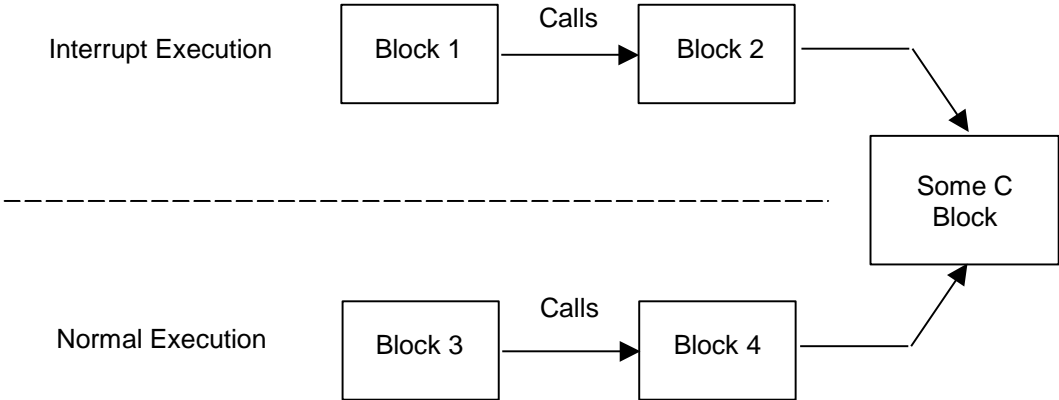 Calls
Interrupt Execution
Block 1
Block 2
Some C
Block
Calls
Normal Execution
Block 3
Block 4